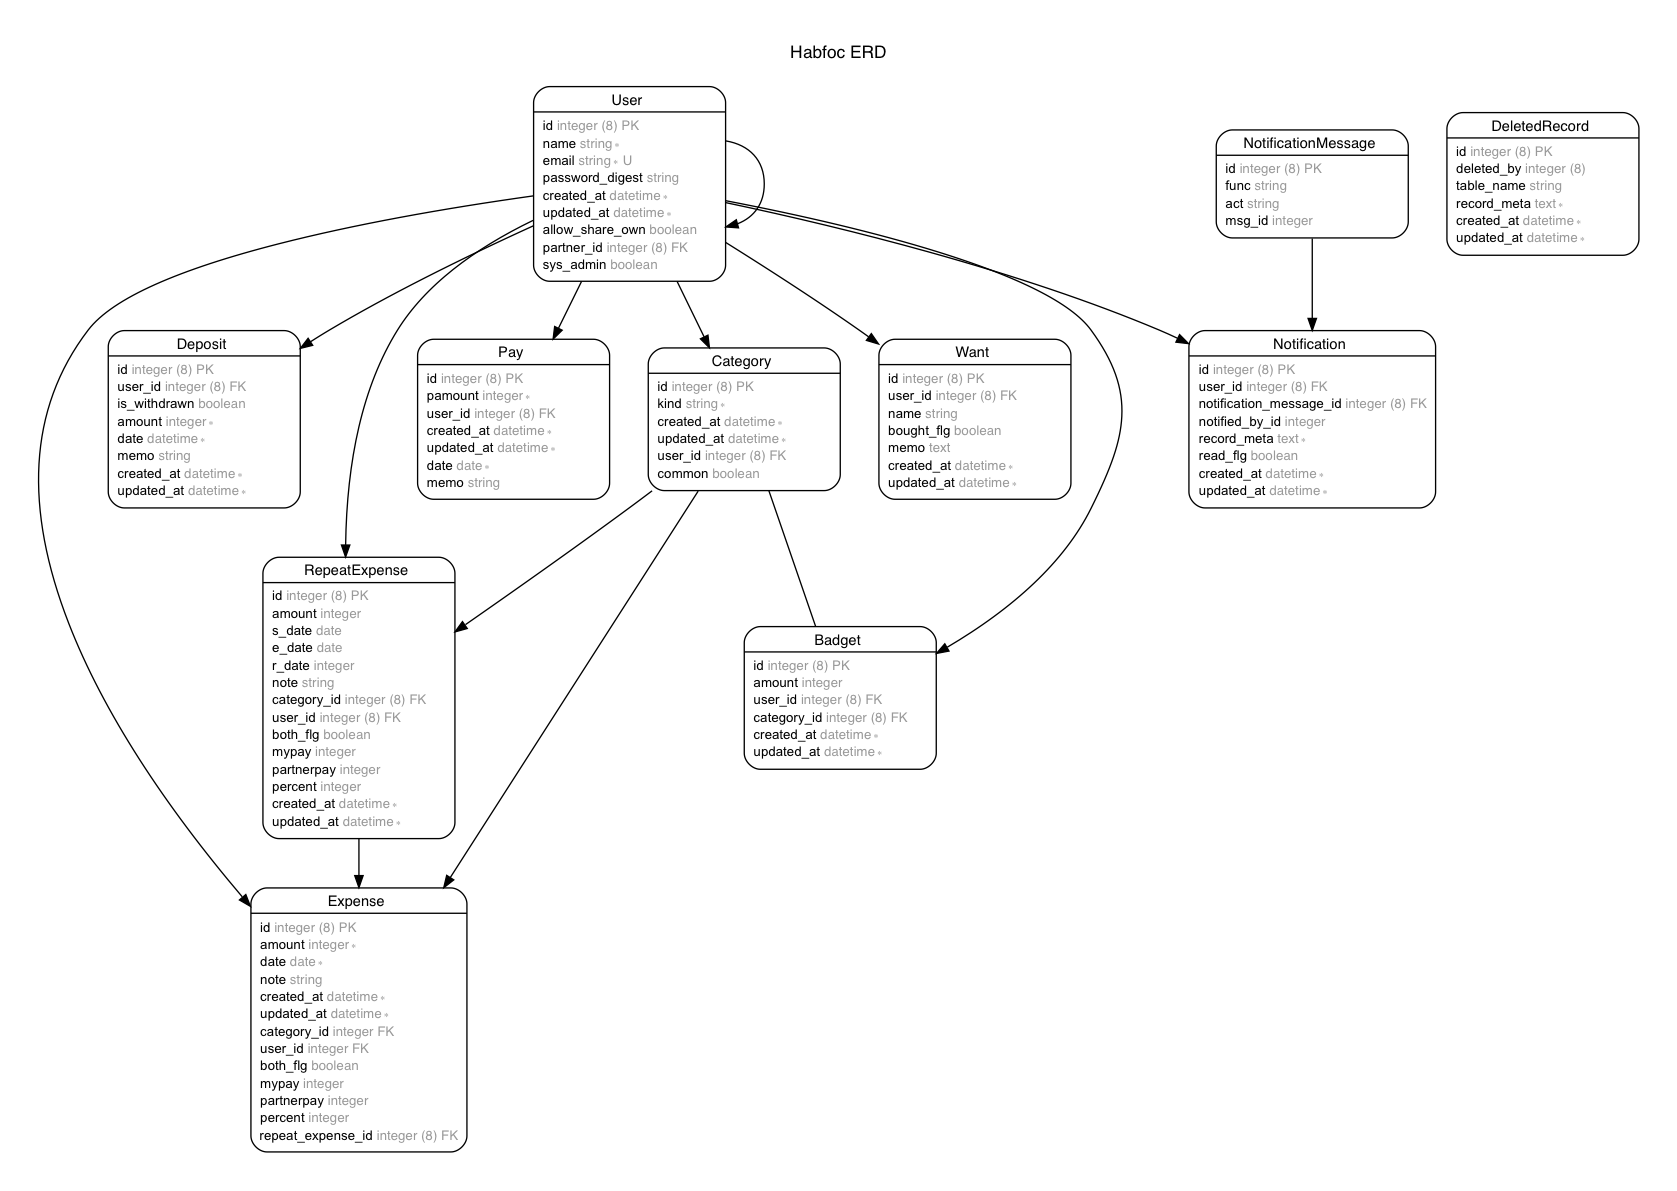 Habfoc ERD
User
id integer (8) PK
name string ∗
email string ∗ U
password_digest string
created_at datetime ∗
updated_at datetime ∗
allow_share_own boolean
partner_id integer (8) FK
sys_admin boolean
NotificationMessage
id integer (8) PK
func string
act string
msg_id integer
DeletedRecord
id integer (8) PK
deleted_by integer (8)
table_name string
record_meta text ∗
created_at datetime ∗
updated_at datetime ∗
Deposit
id integer (8) PK
user_id integer (8) FK
is_withdrawn boolean
amount integer ∗
date datetime ∗
memo string
created_at datetime ∗
updated_at datetime ∗
Pay
id integer (8) PK
pamount integer ∗
user_id integer (8) FK
created_at datetime ∗
updated_at datetime ∗
date date ∗
memo string
Category
id integer (8) PK
kind string ∗
created_at datetime ∗
updated_at datetime ∗
user_id integer (8) FK
common boolean
Want
id integer (8) PK
user_id integer (8) FK
name string
bought_flg boolean
memo text
created_at datetime ∗
updated_at datetime ∗
Notification
id integer (8) PK
user_id integer (8) FK
notification_message_id integer (8) FK
notified_by_id integer
record_meta text ∗
read_flg boolean
created_at datetime ∗
updated_at datetime ∗
RepeatExpense
id integer (8) PK
amount integer
s_date date
e_date date
r_date integer
note string
category_id integer (8) FK
user_id integer (8) FK
both_flg boolean
mypay integer
partnerpay integer
percent integer
created_at datetime ∗
updated_at datetime ∗
Badget
id integer (8) PK
amount integer
user_id integer (8) FK
category_id integer (8) FK
created_at datetime ∗
updated_at datetime ∗
Expense
id integer (8) PK
amount integer ∗
date date ∗
note string
created_at datetime ∗
updated_at datetime ∗
category_id integer FK
user_id integer FK
both_flg boolean
mypay integer
partnerpay integer
percent integer
repeat_expense_id integer (8) FK